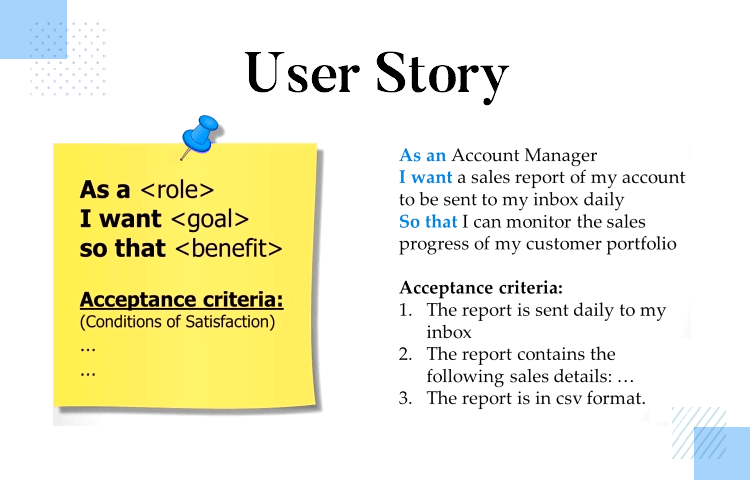 User Story
As a <role>
I want <goal>
so that <benefit>
Acceptance criteria:
(Conditions of Satisfaction)
...
...
As an Account Manager
I want a sales report of my account
to be sent to my inbox daily
So that I can monitor the sales
progress of my customer portfolio
Acceptance criteria:
1. The report is sent daily to my
inbox
2. The report contains the
following sales details: …
3. The report is in csv format.